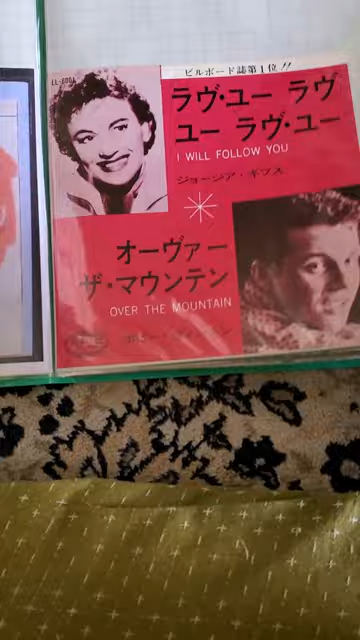 ビルボード誌第1位!!
LL-6001
ラヴ・ユー ラヴ
ユー ラヴ・ユー
I WILL FOLLOW YOU
ジョージア・ギブス
オーヴァー
ザ・マウンテン
OVER THE MOUNTAIN